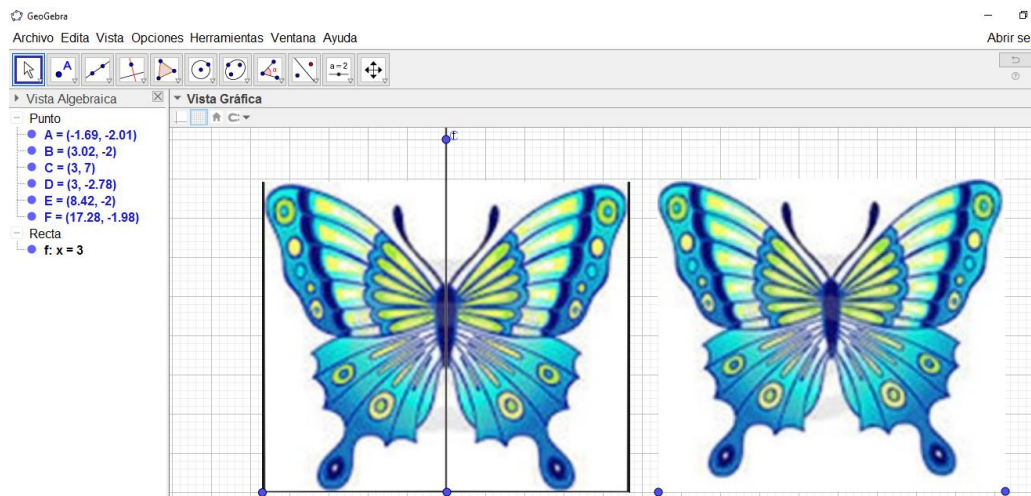 GeoGebra
Archivo Edita Vista Opciones Herramientas Ventana Ayuda
Abrir se
A
α
a = 2
Vista Algebraica
Vista Gráfica
Punto
A = (-1.69, -2.01)
B = (3.02, -2)
C = (3, 7)
D = (3, -2.78)
E = (8.42, -2)
F = (17.28, -1.98)
Recta
f: x = 3